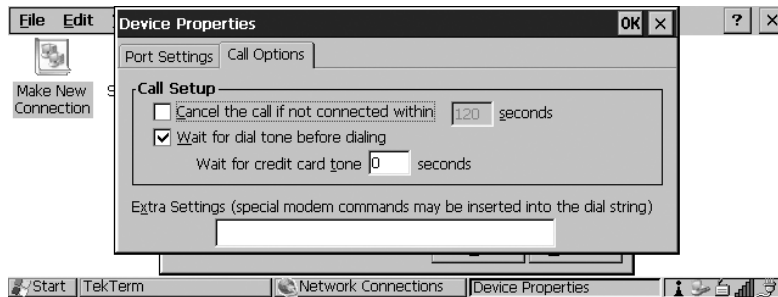 File Edit
Device Properties OK ×
? ×
Port Settings Call Options
Make New
Connection
S
Call Setup
Cancel the call if not connected within 120 seconds
Wait for dial tone before dialing
Wait for credit card tone 0 seconds
Extra Settings (special modem commands may be inserted into the dial string)
Start TekTerm Network Connections Device Properties